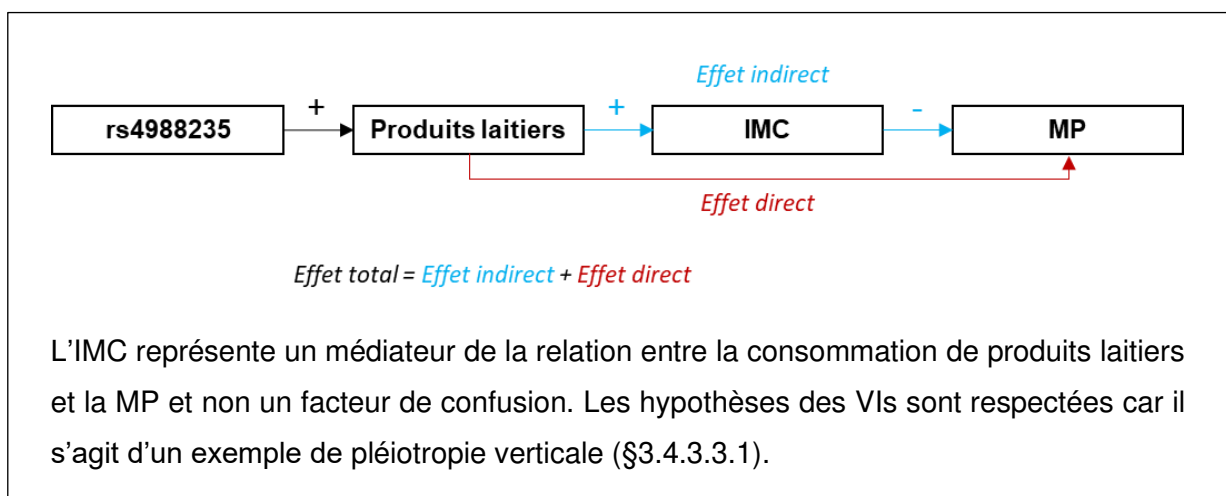 Effet indirect
+ + -
rs4988235 Produits laitiers IMC MP
Effet direct
Effet total = Effet indirect + Effet direct
L’IMC représente un médiateur de la relation entre la consommation de produits laitiers
et la MP et non un facteur de confusion. Les hypothèses des VIs sont respectées car il
s’agit d’un exemple de pléiotropie verticale (§3.4.3.3.1).